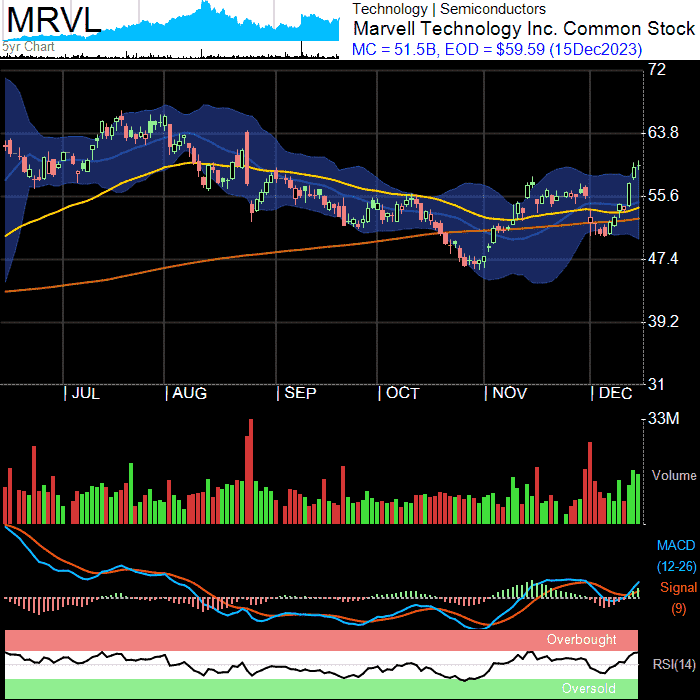 MRVL
5yr Chart
Technology | Semiconductors
Marvell Technology Inc. Common Stock
MC = 51.5B, EOD = $59.59 (15Dec2023)
72
63.8
55.6
47.4
39.2
31
| JUL | AUG | SEP | OCT | NOV | DEC
33M
Volume
MACD
(12-26)
Signal
(9)
Overbought
RSI(14)
Oversold